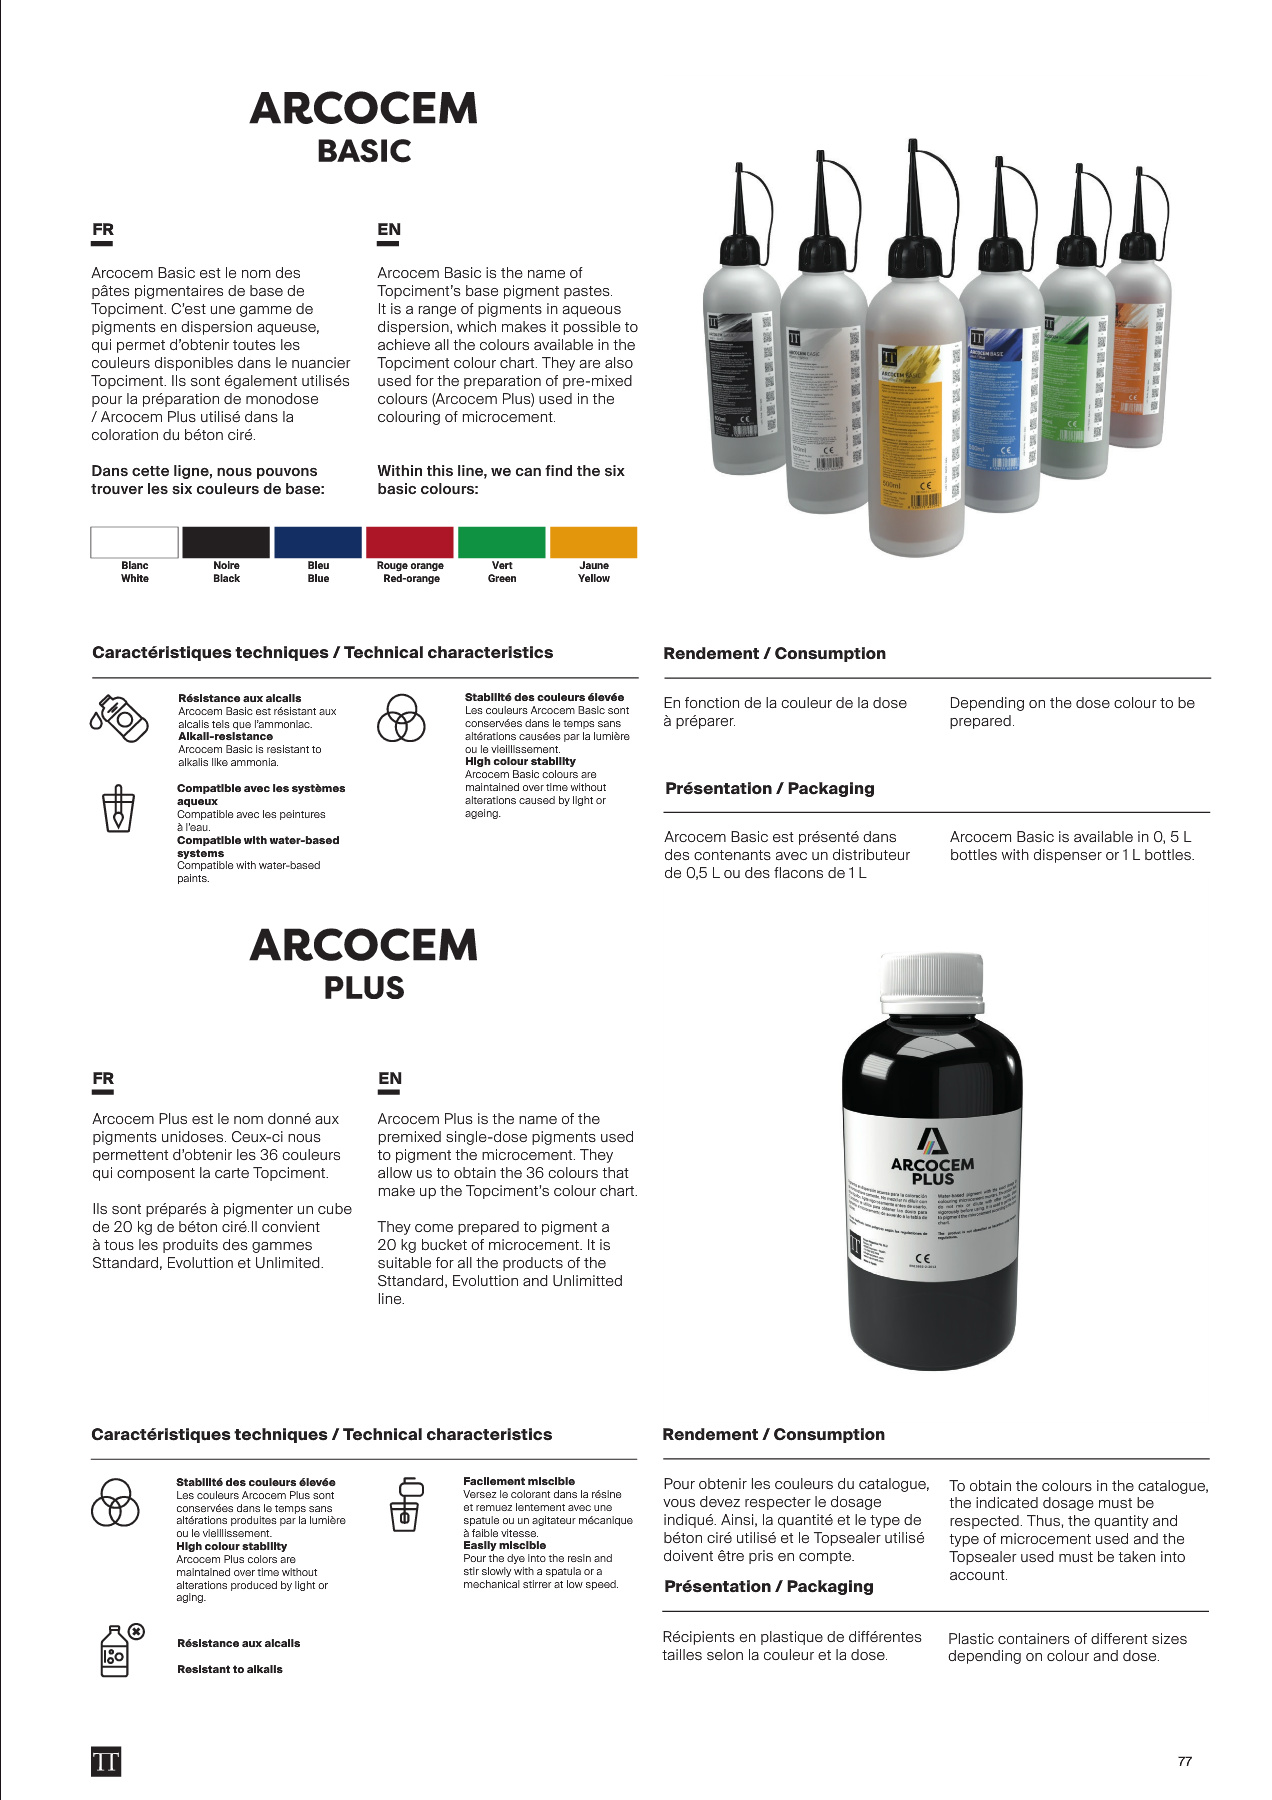 ARCOCEM
BASIC
FR
Arcocem Basic est le nom des
pâtes pigmentaires de base de
Topciment. C'est une gamme de
pigments en dispersion aqueuse,
qui permet d'obtenir toutes les
couleurs disponibles dans le nuancier
Topciment. Ils sont également utilisés
pour la préparation de monodose
/ Arcocem Plus utilisé dans la
coloration du béton ciré.
Dans cette ligne, nous pouvons
trouver les six couleurs de base:
EN
Arcocem Basic is the name of
Topciment's base pigment pastes.
It is a range of pigments in aqueous
dispersion, which makes it possible to
achieve all the colours available in the
Topciment colour chart. They are also
used for the preparation of pre-mixed
colours (Arcocem Plus) used in the
colouring of microcement.
Within this line, we can find the six
basic colours:
Blanc
White
Noire
Black
Bleu
Blue
Rouge orange
Red-orange
Vert
Green
Jaune
Yellow
ARCOCEM BASIC
ARCOCEM BASIC
ARCOCEM BASIC
500ml
500ml
500ml
Caractéristiques techniques / Technical characteristics
Résistance aux alcalis
Arcocem Basic est résistant aux
alcalis tels que l'ammoniac.
Alkali-resistance
Arcocem Basic is resistant to
alkalis like ammonia.
Compatible avec les systèmes
aqueux
Compatible avec les peintures
à l'eau.
Compatible with water-based
systems
Compatible with water-based
paints.
Stabilité des couleurs élevée
Les couleurs Arcocem Basic sont
conservées dans le temps sans
altérations causées par la lumière
ou le vieillissement.
High colour stability
Arcocem Basic colours are
maintained over time without
alterations caused by light or
ageing.
Rendement / Consumption
En fonction de la couleur de la dose
à préparer.
Depending on the dose colour to be
prepared.
Présentation / Packaging
Arcocem Basic est présenté dans
des contenants avec un distributeur
de 0,5 L ou des flacons de 1 L
Arcocem Basic is available in 0, 5 L
bottles with dispenser or 1 L bottles.
ARCOCEM
PLUS
FR
Arcocem Plus est le nom donné aux
pigments unidoses. Ceux-ci nous
permettent d'obtenir les 36 couleurs
qui composent la carte Topciment.
Ils sont préparés à pigmenter un cube
de 20 kg de béton ciré.Il convient
à tous les produits des gammes
Sttandard, Evoluttion et Unlimited.
EN
Arcocem Plus is the name of the
premixed single-dose pigments used
to pigment the microcement. They
allow us to obtain the 36 colours that
make up the Topciment's colour chart.
They come prepared to pigment a
20 kg bucket of microcement. It is
suitable for all the products of the
Sttandard, Evoluttion and Unlimitted
line.
ARCOCEM
PLUS
Caractéristiques techniques / Technical characteristics
Stabilité des couleurs élevée
Les couleurs Arcocem Plus sont
conservées dans le temps sans
altérations produites par la lumière
ou le vieillissement.
High colour stability
Arcocem Plus colors are
maintained over time without
alterations produced by light or
aging.
Résistance aux alcalis
Resistant to alkalis
Facilement miscible
Versez le colorant dans la résine
et remuez lentement avec une
spatule ou un agitateur mécanique
à faible vitesse.
Easily miscible
Pour the dye into the resin and
stir slowly with a spatula or a
mechanical stirrer at low speed.
Rendement / Consumption
Pour obtenir les couleurs du catalogue,
vous devez respecter le dosage
indiqué. Ainsi, la quantité et le type de
béton ciré utilisé et le Topsealer utilisé
doivent être pris en compte.
To obtain the colours in the catalogue,
the indicated dosage must be
respected. Thus, the quantity and
type of microcement used and the
Topsealer used must be taken into
account.
Présentation / Packaging
Récipients en plastique de différentes
tailles selon la couleur et la dose.
Plastic containers of different sizes
depending on colour and dose.
TT
77